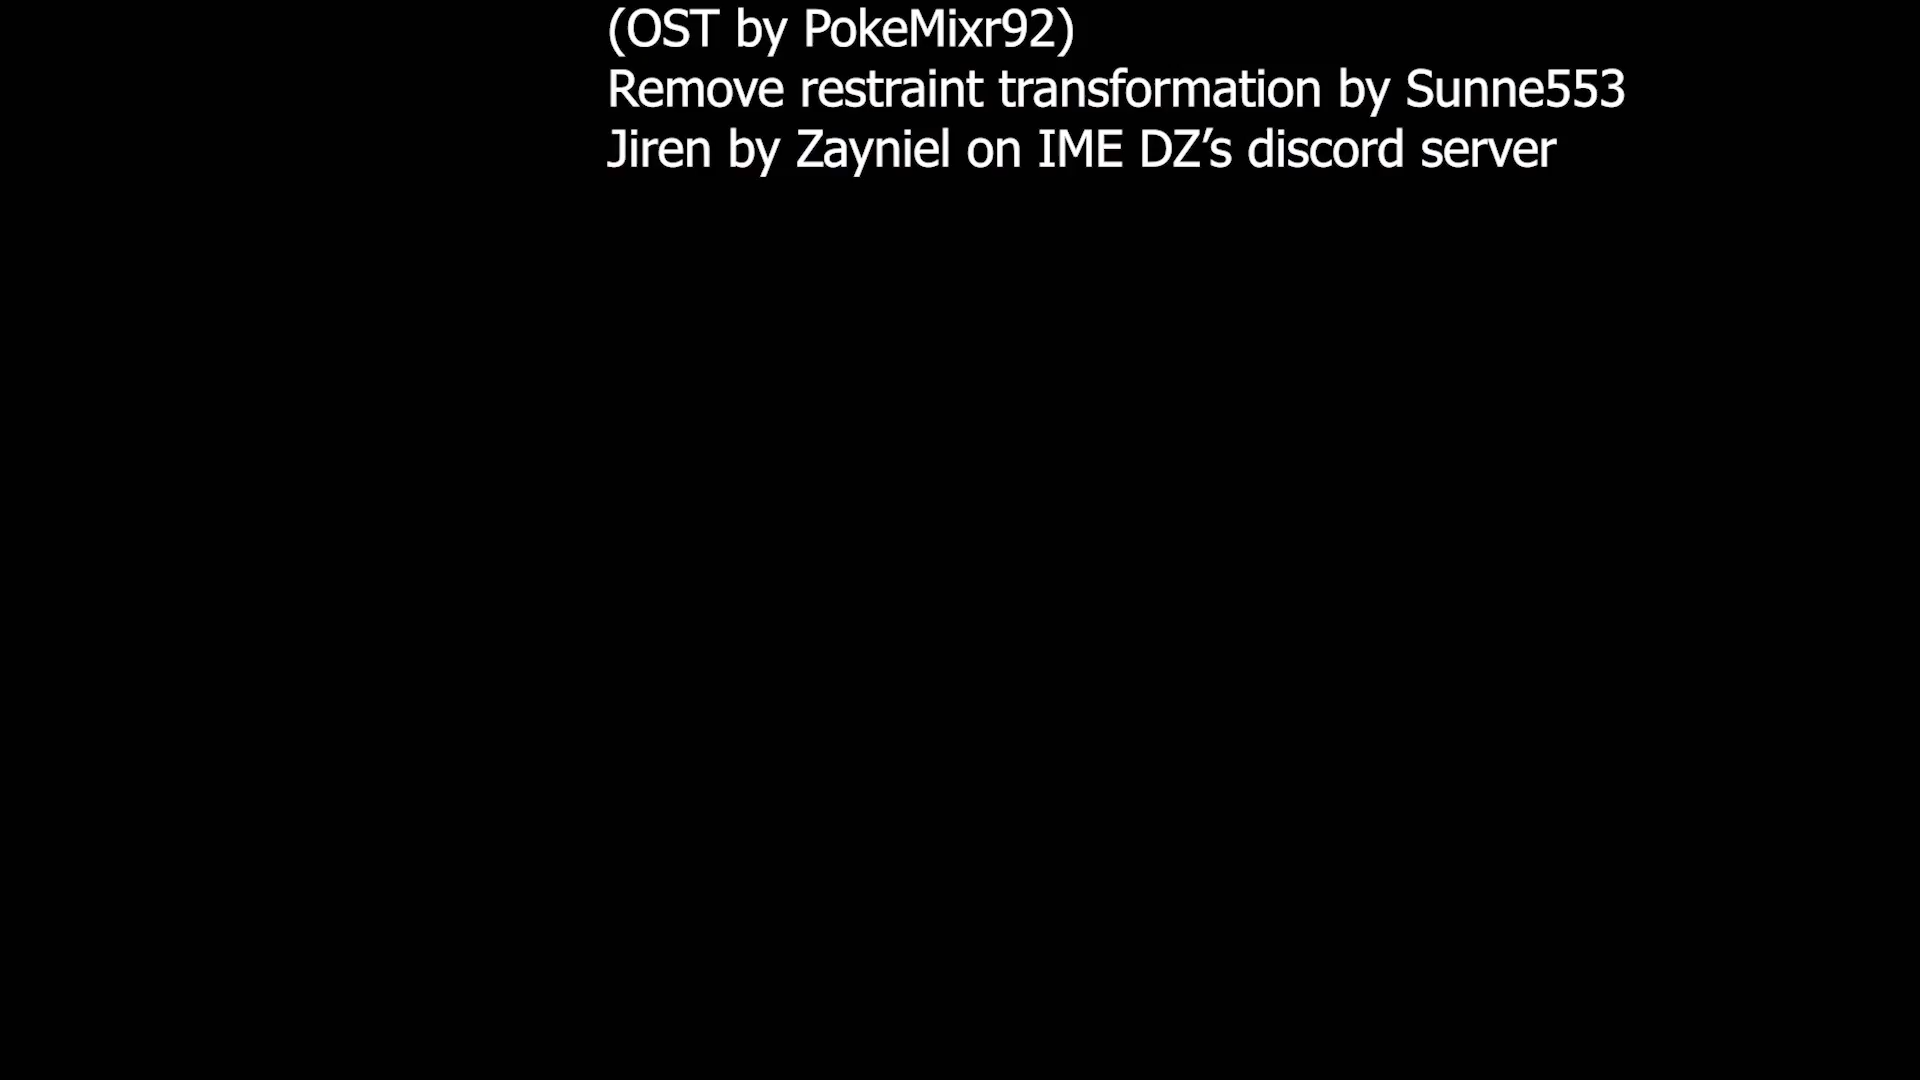 (OST by PokeMixr92)
Remove restraint transformation by Sunne553
Jiren by Zayniel on IME DZ’s discord server